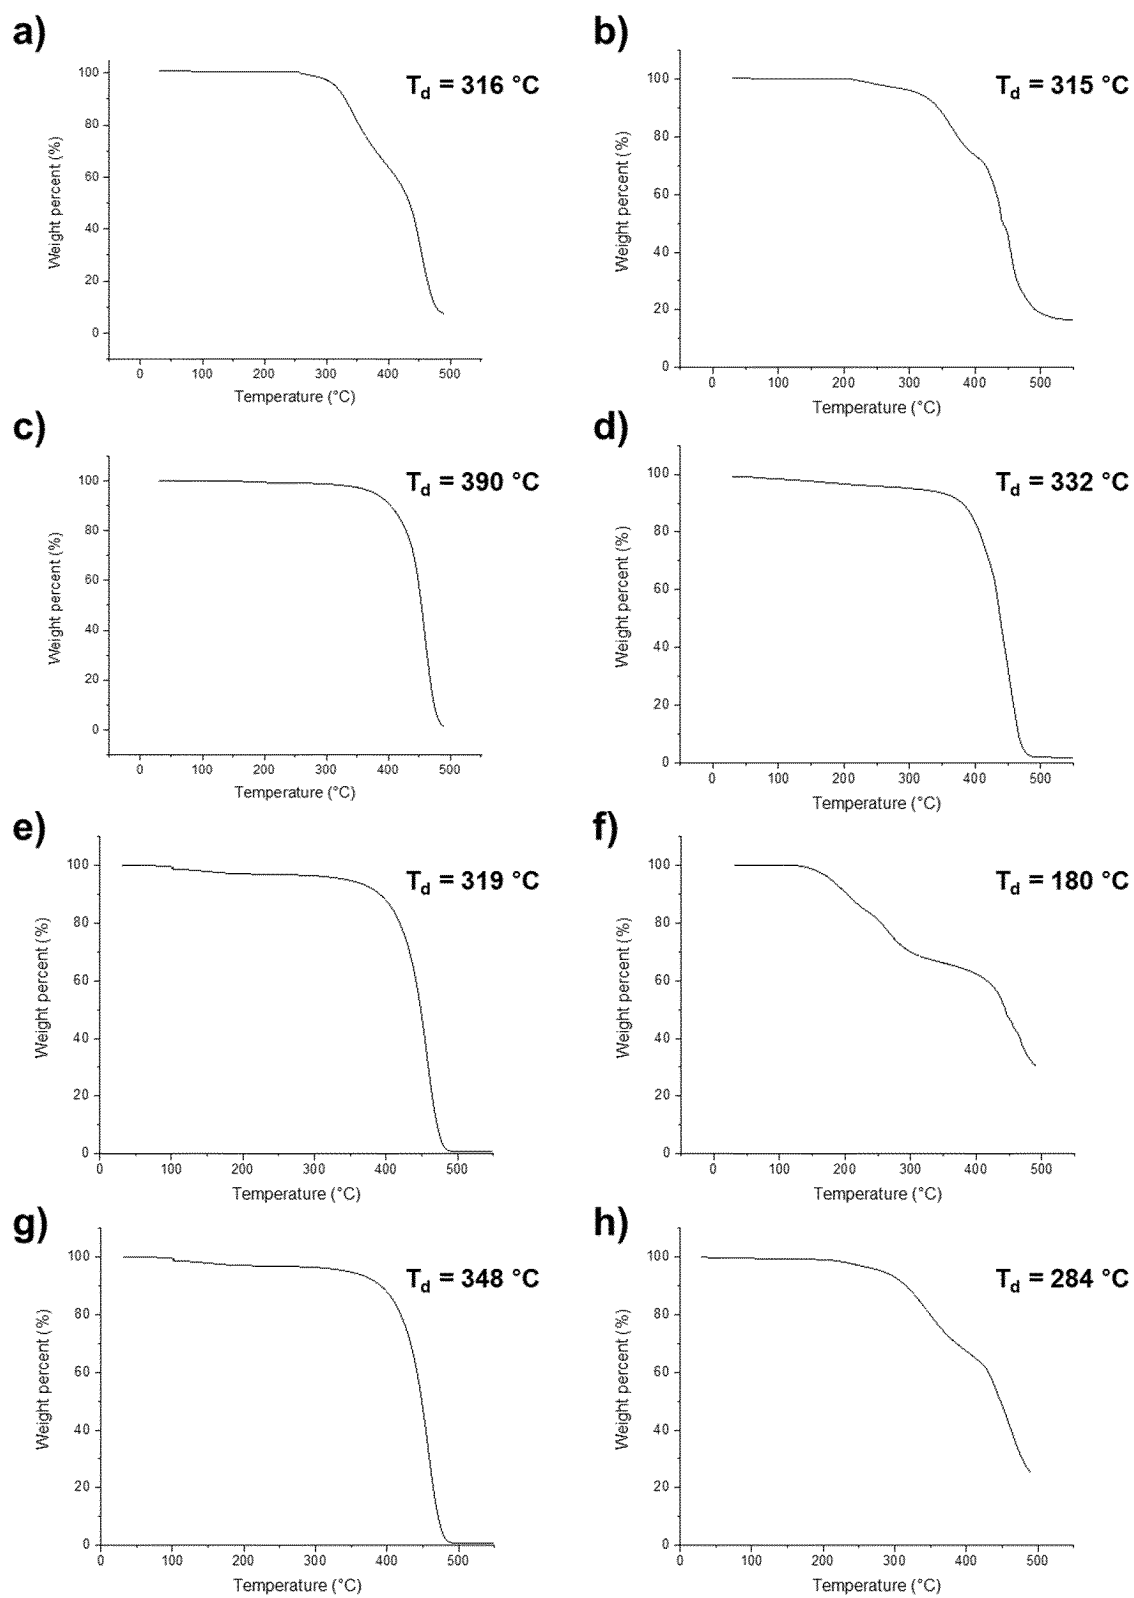 a)
T_d = 316 °C
100
80
60
40
20
0
Weight percent (%)
0 100 200 300 400 500
Temperature (°C)
b)
T_d = 315 °C
100
80
60
40
20
0
Weight percent (%)
0 100 200 300 400 500
Temperature (°C)
c)
T_d = 390 °C
100
80
60
40
20
0
Weight percent (%)
0 100 200 300 400 500
Temperature (°C)
d)
T_d = 332 °C
100
80
60
40
20
0
Weight percent (%)
0 100 200 300 400 500
Temperature (°C)
e)
T_d = 319 °C
100
80
60
40
20
0
Weight percent (%)
0 100 200 300 400 500
Temperature (°C)
f)
T_d = 180 °C
100
80
60
40
20
0
Weight percent (%)
0 100 200 300 400 500
Temperature (°C)
g)
T_d = 348 °C
100
80
60
40
20
0
Weight percent (%)
0 100 200 300 400 500
Temperature (°C)
h)
T_d = 284 °C
100
80
60
40
20
0
Weight percent (%)
0 100 200 300 400 500
Temperature (°C)